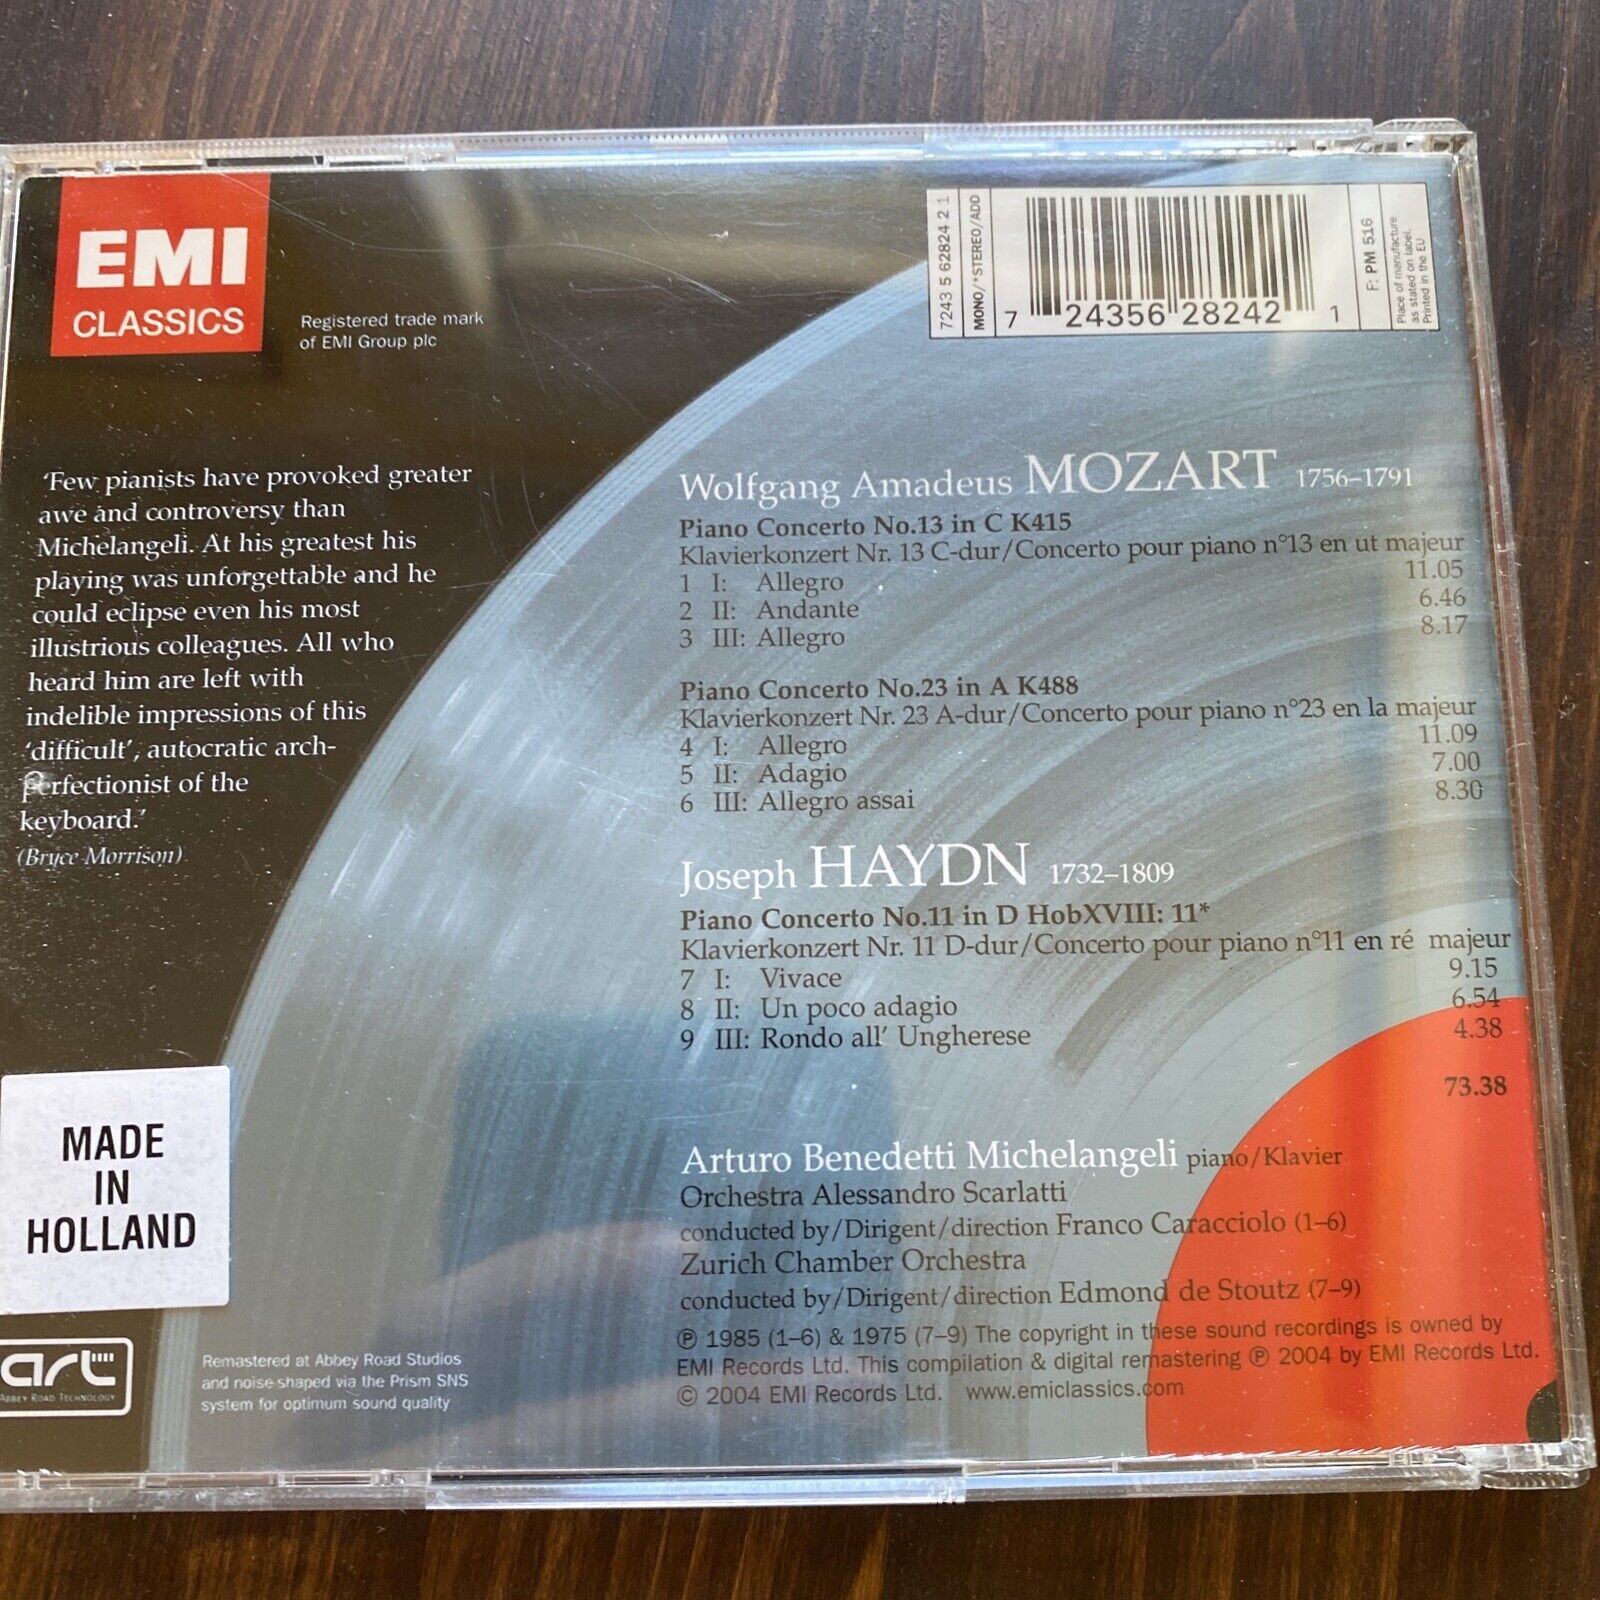 EMI
CLASSICS
Registered trade mark
of EMI Group plc
7243 5 62824 2 1
MONO/*STEREO/ADD
7 24356 28242 1
F: PM 516
Place of manufacture
as stated on label.
Printed in the EU
'Few pianists have provoked greater
awe and controversy than
Michelangeli. At his greatest his
playing was unforgettable and he
could eclipse even his most
illustrious colleagues. All who
heard him are left with
indelible impressions of this
'difficult', autocratic arch-
perfectionist of the
keyboard.'
(Bryce Morrison)
Wolfgang Amadeus MOZART 1756–1791
Piano Concerto No.13 in C K415
Klavierkonzert Nr. 13 C-dur/Concerto pour piano n°13 en ut majeur
1 I: Allegro 11.05
2 II: Andante 6.46
3 III: Allegro 8.17
Piano Concerto No.23 in A K488
Klavierkonzert Nr. 23 A-dur/Concerto pour piano n°23 en la majeur
4 I: Allegro 11.09
5 II: Adagio 7.00
6 III: Allegro assai 8.30
Joseph HAYDN 1732–1809
Piano Concerto No.11 in D HobXVIII: 11*
Klavierkonzert Nr. 11 D-dur/Concerto pour piano n°11 en ré majeur
7 I: Vivace 9.15
8 II: Un poco adagio 6.54
9 III: Rondo all' Ungherese 4.38
73.38
Arturo Benedetti Michelangeli piano/Klavier
Orchestra Alessandro Scarlatti
conducted by/Dirigent/direction Franco Caracciolo (1–6)
Zurich Chamber Orchestra
conducted by/Dirigent/direction Edmond de Stoutz (7–9)
℗ 1985 (1–6) & 1975 (7–9) The copyright in these sound recordings is owned by
EMI Records Ltd. This compilation & digital remastering ℗ 2004 by EMI Records Ltd.
© 2004 EMI Records Ltd. www.emiclassics.com
MADE
IN
HOLLAND
art
ABBEY ROAD TECHNOLOGY
Remastered at Abbey Road Studios
and noise-shaped via the Prism SNS
system for optimum sound quality